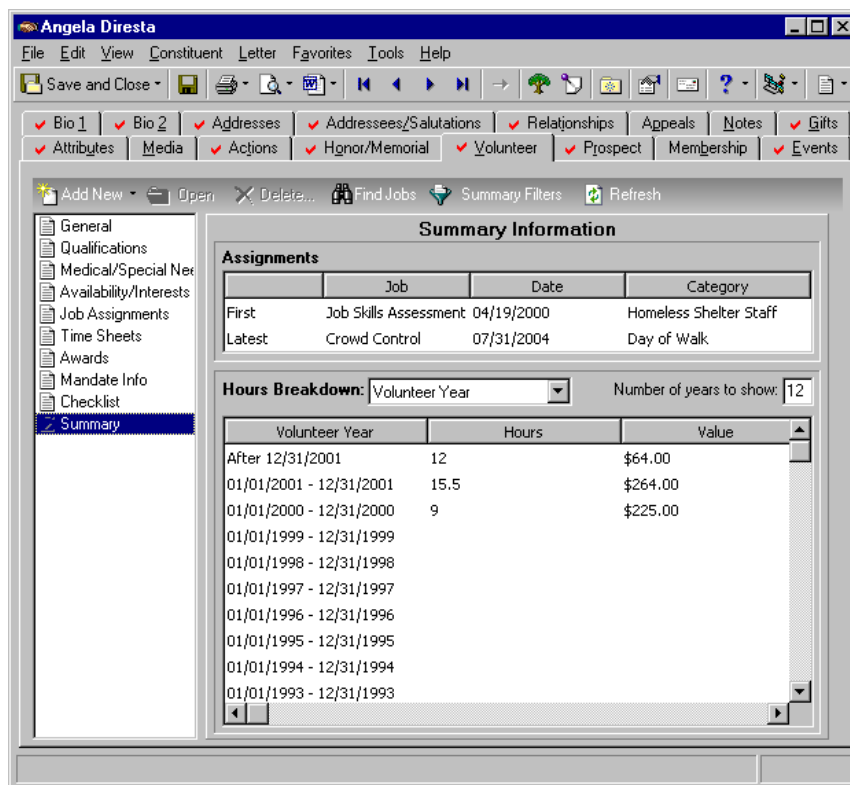 Angela Diresta
File Edit View Constituent Letter Favorites Tools Help
Save and Close
Bio 1 Bio 2 Addresses Addressees/Salutations Relationships Appeals Notes Gifts
Attributes Media Actions Honor/Memorial Volunteer Prospect Membership Events
Add New Open Delete... Find Jobs Summary Filters Refresh
General
Qualifications
Medical/Special Nee
Availability/Interests
Job Assignments
Time Sheets
Awards
Mandate Info
Checklist
Summary
Summary Information
Assignments
Job Date Category
First Job Skills Assessment 04/19/2000 Homeless Shelter Staff
Latest Crowd Control 07/31/2004 Day of Walk
Hours Breakdown: Volunteer Year Number of years to show: 12
Volunteer Year Hours Value
After 12/31/2001 12 $64.00
01/01/2001 - 12/31/2001 15.5 $264.00
01/01/2000 - 12/31/2000 9 $225.00
01/01/1999 - 12/31/1999
01/01/1998 - 12/31/1998
01/01/1997 - 12/31/1997
01/01/1996 - 12/31/1996
01/01/1995 - 12/31/1995
01/01/1994 - 12/31/1994
01/01/1993 - 12/31/1993